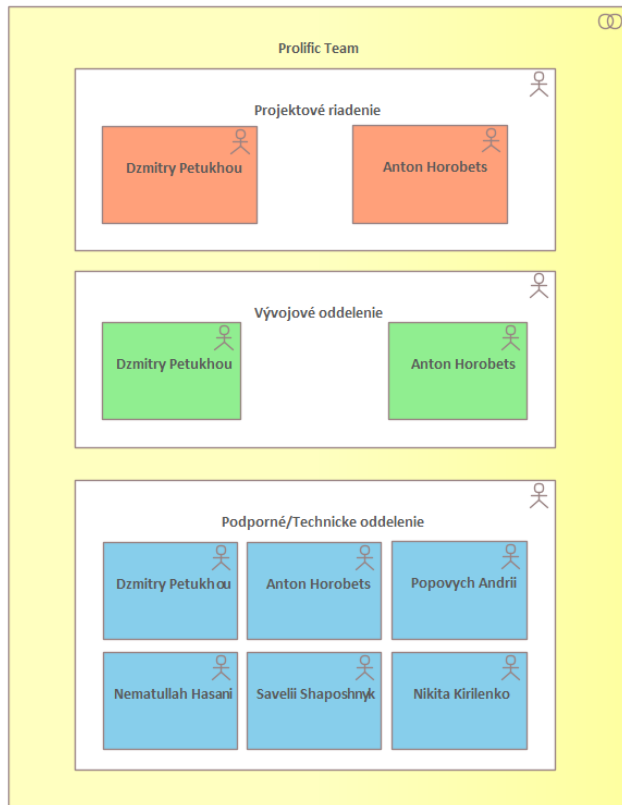 Prolific Team
Projektové riadenie
Dzmitry Petukhou
Anton Horobets
Vývojové oddelenie
Dzmitry Petukhou
Anton Horobets
Podporné/Technicke oddelenie
Dzmitry Petukhou
Anton Horobets
Popovych Andrii
Nematullah Hasani
Savelii Shaposhnyk
Nikita Kirilenko